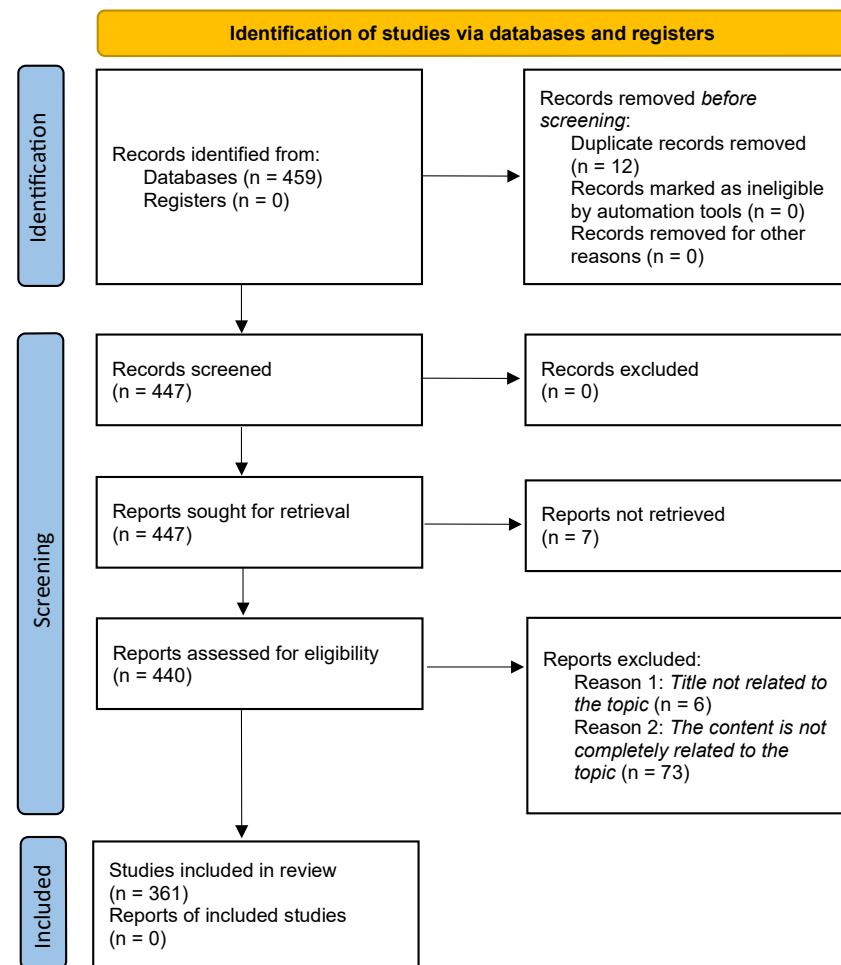 Identification of studies via databases and registers
Identification
Records identified from:
Databases (n = 459)
Registers (n = 0)
Records removed before
screening:
Duplicate records removed
(n = 12)
Records marked as ineligible
by automation tools (n = 0)
Records removed for other
reasons (n = 0)
Screening
Records screened
(n = 447)
Records excluded
(n = 0)
Reports sought for retrieval
(n = 447)
Reports not retrieved
(n = 7)
Reports assessed for eligibility
(n = 440)
Reports excluded:
Reason 1: Title not related to
the topic (n = 6)
Reason 2: The content is not
completely related to the
topic (n = 73)
Included
Studies included in review
(n = 361)
Reports of included studies
(n = 0)